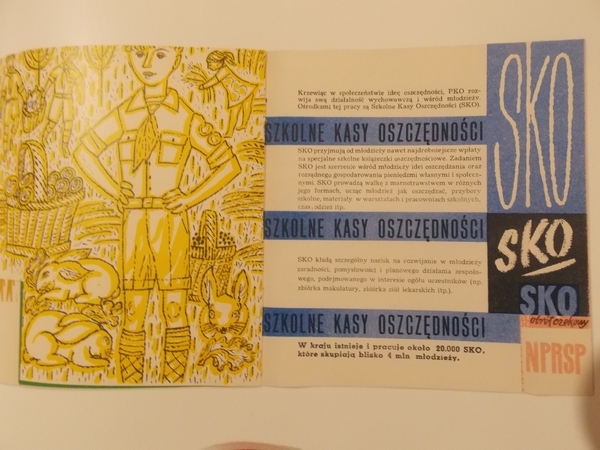 Krzewiąc w społeczeństwie ideę oszczędności, PKO roz-
wija swą działalność wychowawczą i wśród młodzieży.
Ośrodkami tej pracy są Szkolne Kasy Oszczędności (SKO).
SZKOLNE KASY OSZCZĘDNOŚCI
SKO przyjmują od młodzieży nawet najdrobniejsze wpłaty
na specjalne szkolne książeczki oszczędnościowe. Zadaniem
SKO jest szerzenie wśród młodzieży idei oszczędzania oraz
rozsądnego gospodarowania pieniędzmi własnymi i społecz-
nymi. SKO prowadzą walkę z marnotrawstwem w różnych
jego formach, ucząc młodzież jak oszczędzać, przybory
szkolne, materiały w warsztatach i pracowniach szkolnych,
czas, odzież itp.
SZKOLNE KASY OSZCZĘDNOŚCI
SKO kładą szczególny nacisk na rozwijanie w młodzieży
zaradności, pomysłowości i planowego działania zespoło-
wego, podejmowanego w interesie ogółu uczestników (np.
zbiórka makulatury, zbiórka ziół lekarskich itp.).
SZKOLNE KASY OSZCZĘDNOŚCI
W kraju istnieje i pracuje około 20.000 SKO,
które skupiają blisko 4 mln młodzieży.
SKO
SKO
SKO
NPRSP